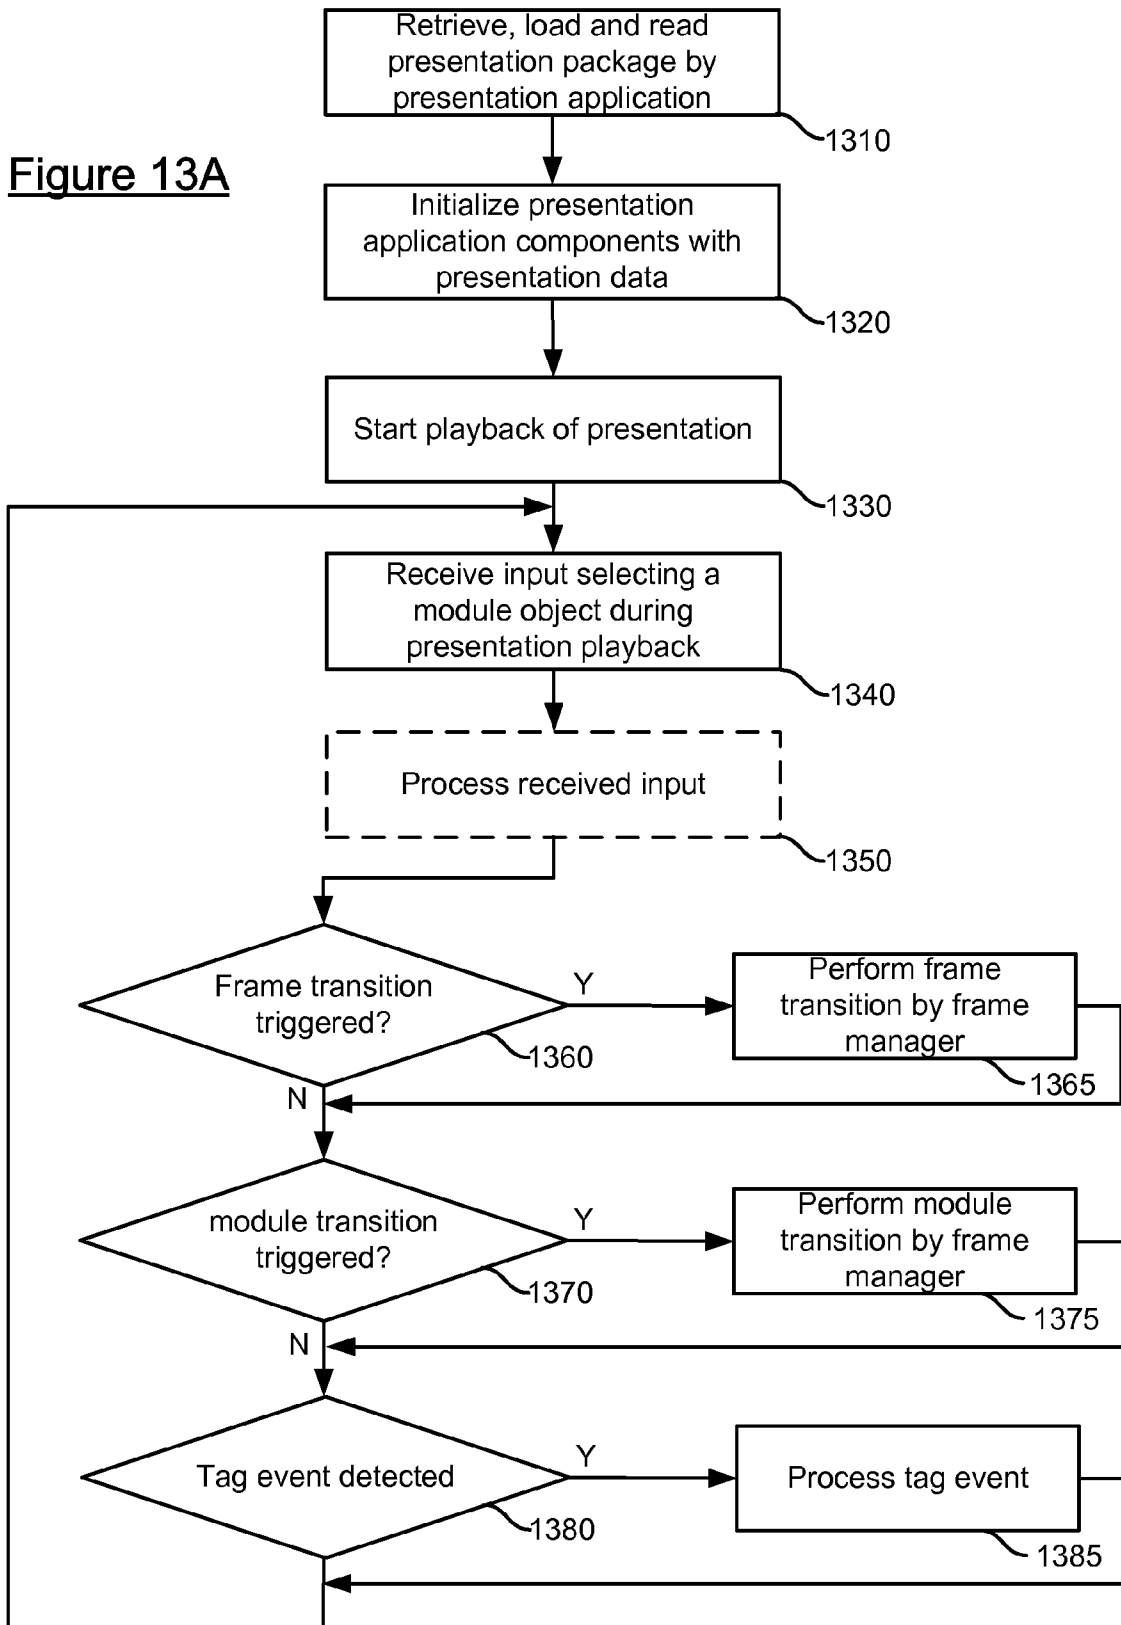 Retrieve, load and read
presentation package by
presentation application
1310
Figure 13A
Initialize presentation
application components with
presentation data
1320
Start playback of presentation
1330
Receive input selecting a
module object during
presentation playback
1340
Process received input
1350
Frame transition
triggered?
1360
Y
Perform frame
transition by frame
manager
1365
N
module transition
triggered?
1370
Y
Perform module
transition by frame
manager
1375
N
Tag event detected
1380
Y
Process tag event
1385